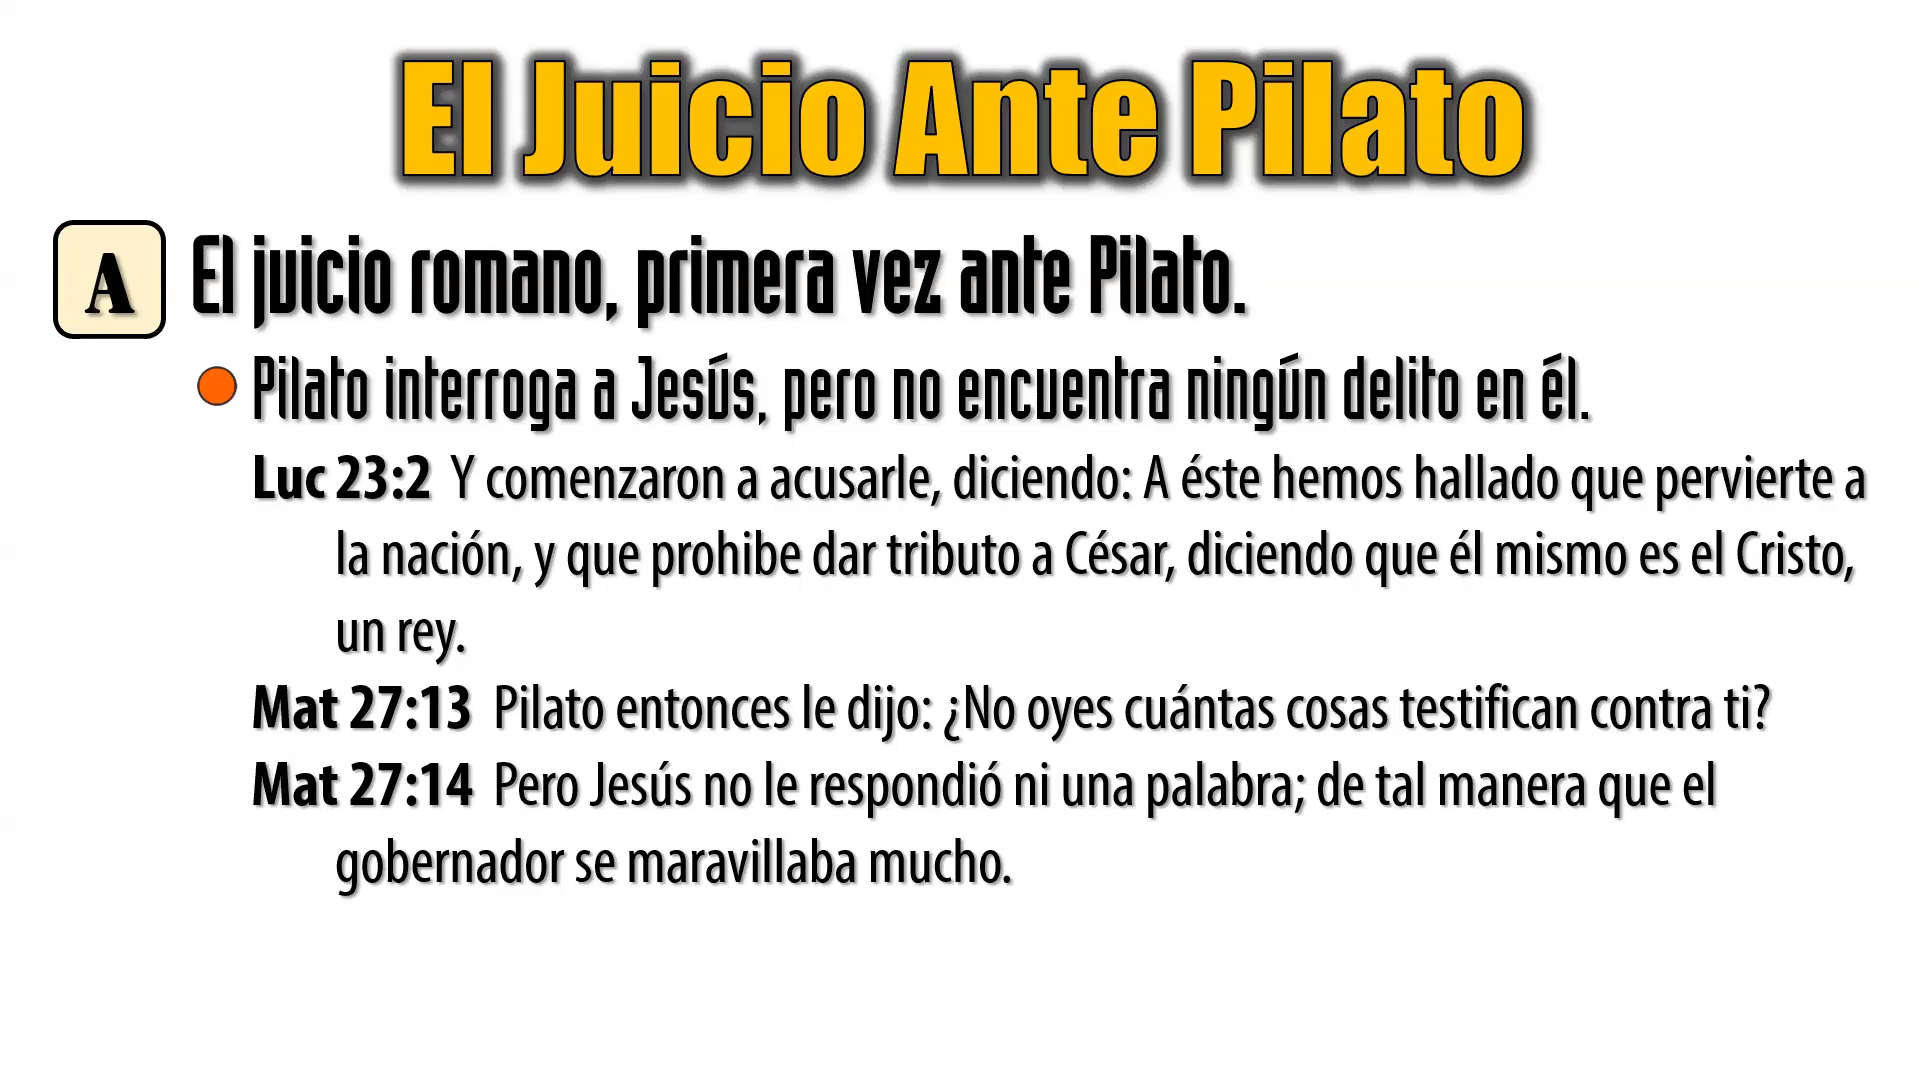 El Juicio Ante Pilato
A El juicio romano, primera vez ante Pilato.
Pilato interroga a Jesús, pero no encuentra ningún delito en él.
Luc 23:2 Y comenzaron a acusarle, diciendo: A éste hemos hallado que pervierte a
la nación, y que prohibe dar tributo a César, diciendo que él mismo es el Cristo,
un rey.
Mat 27:13 Pilato entonces le dijo: ¿No oyes cuántas cosas testifican contra ti?
Mat 27:14 Pero Jesús no le respondió ni una palabra; de tal manera que el
gobernador se maravillaba mucho.